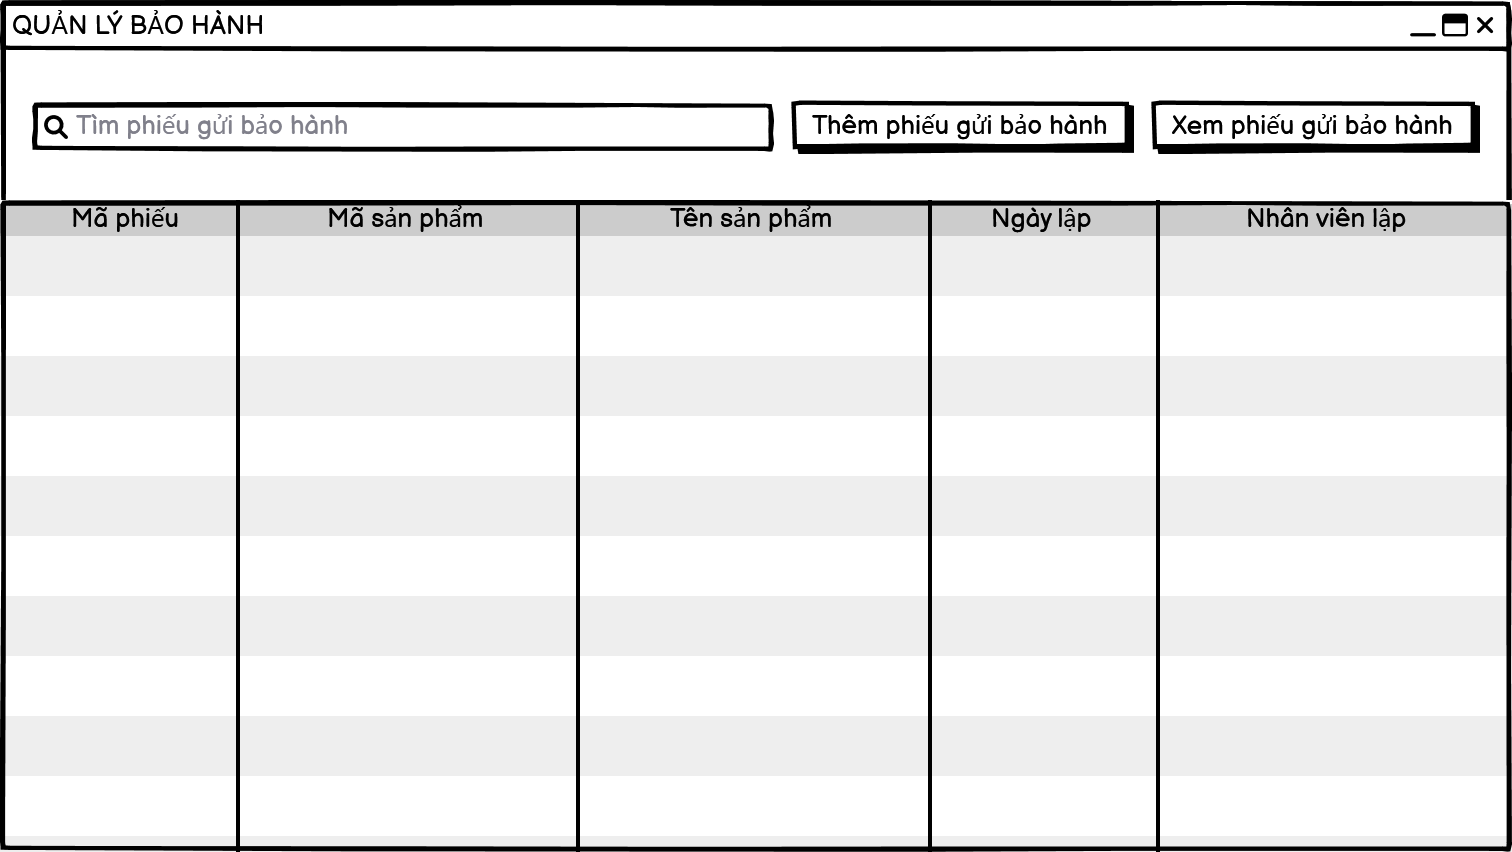 QUẢN LÝ BẢO HÀNH
Tìm phiếu gửi bảo hành
Thêm phiếu gửi bảo hành
Xem phiếu gửi bảo hành
Mã phiếu
Mã sản phẩm
Tên sản phẩm
Ngày lập
Nhân viên lập